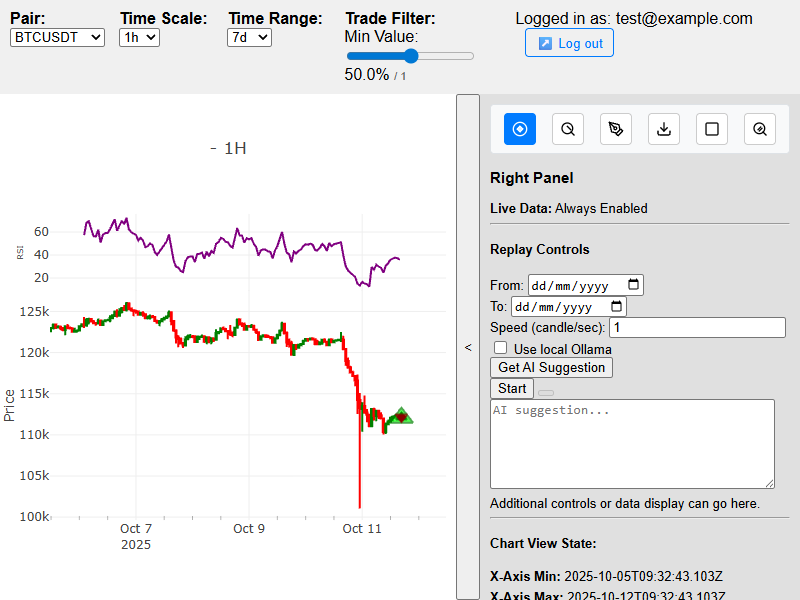 Pair:
BTCUSDT
Time Scale:
1h
Time Range:
7d
Trade Filter:
Min Value:
50.0% / 1
Logged in as: test@example.com
↗ Log out
- 1H
RSI
60
40
20
Price
125k
120k
115k
110k
105k
100k
Oct 7
2025
Oct 9
Oct 11
<
Right Panel
Live Data: Always Enabled
Replay Controls
From: dd/mm/yyyy
To: dd/mm/yyyy
Speed (candle/sec): 1
Use local Ollama
Get AI Suggestion
Start
AI suggestion...
Additional controls or data display can go here.
Chart View State:
X-Axis Min: 2025-10-05T09:32:43.103Z
X-Axis Max: 2025-10-12T09:32:43.103Z